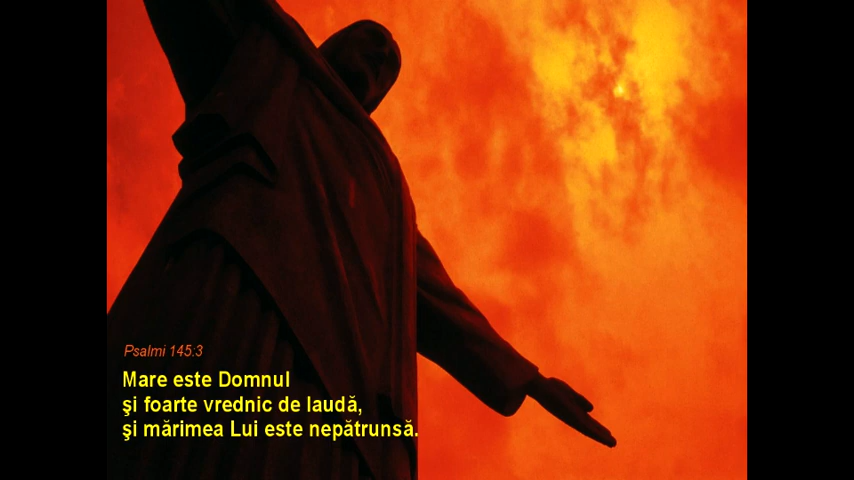 Psalmi 145:3
Mare este Domnul
şi foarte vrednic de laudă,
şi mărimea Lui este nepătrunsă.